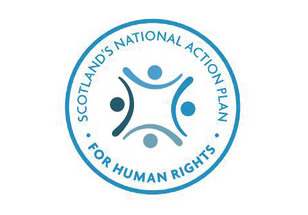 SCOTLAND'S NATIONAL ACTION PLAN
• FOR HUMAN RIGHTS •